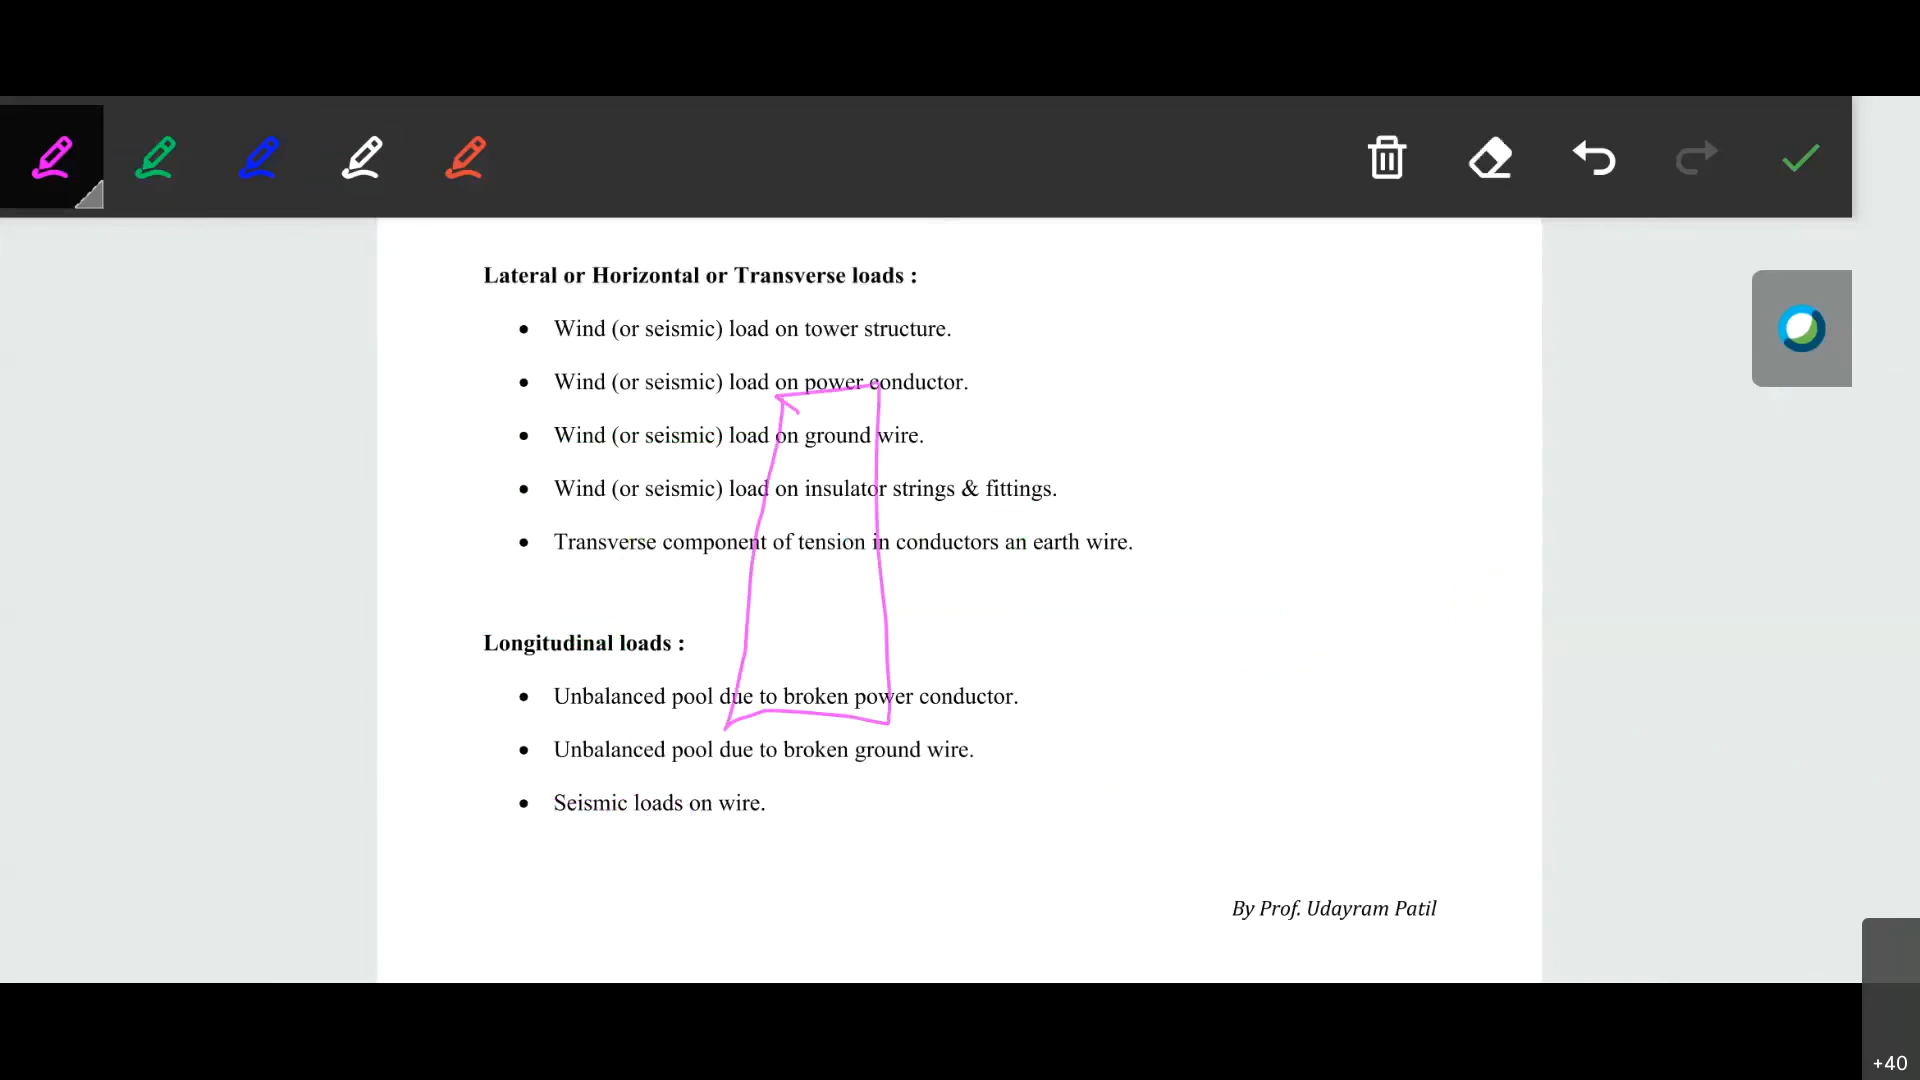 Lateral or Horizontal or Transverse loads :
• Wind (or seismic) load on tower structure.
• Wind (or seismic) load on power conductor.
• Wind (or seismic) load on ground wire.
• Wind (or seismic) load on insulator strings & fittings.
• Transverse component of tension in conductors an earth wire.
Longitudinal loads :
• Unbalanced pool due to broken power conductor.
• Unbalanced pool due to broken ground wire.
• Seismic loads on wire.
By Prof. Udayram Patil
+40